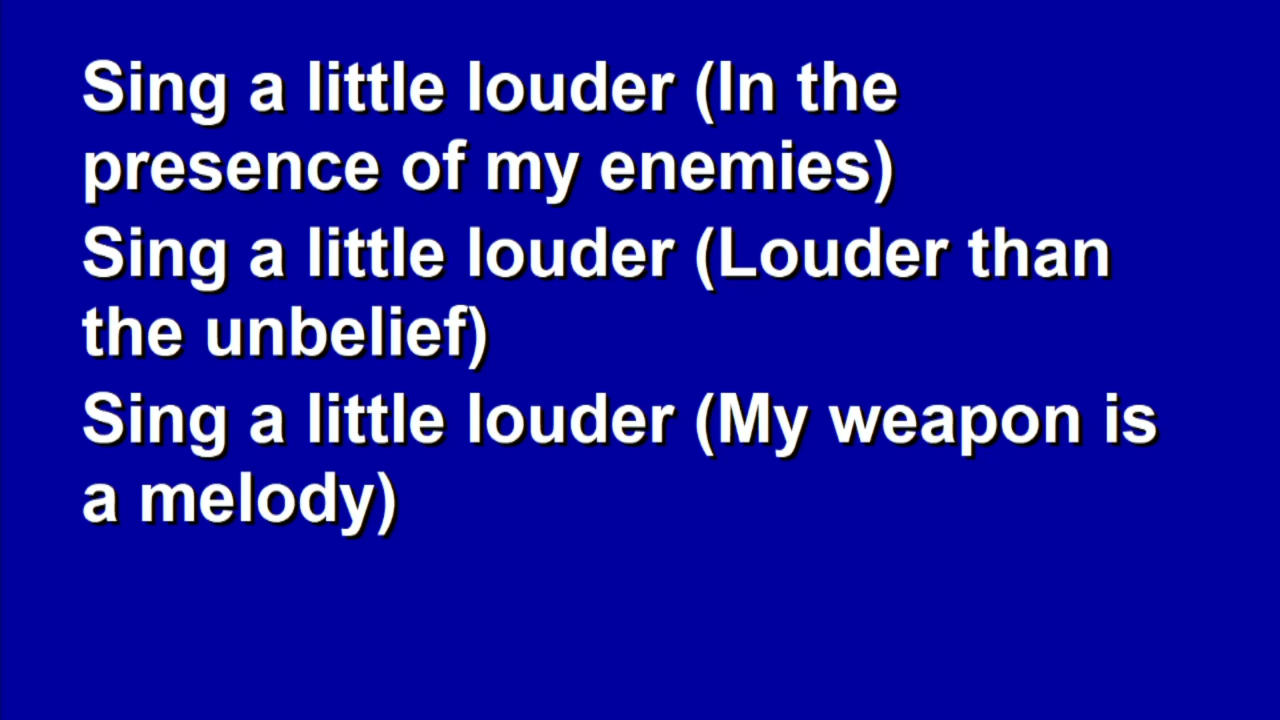 Sing a little louder (In the
presence of my enemies)
Sing a little louder (Louder than
the unbelief)
Sing a little louder (My weapon is
a melody)